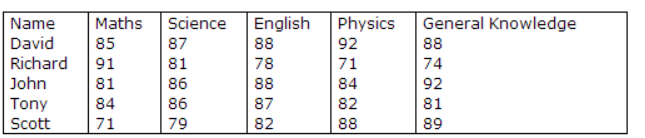 Name Maths Science English Physics General Knowledge
David 85 87 88 92 88
Richard 91 81 78 71 74
John 81 86 88 84 92
Tony 84 86 87 82 81
Scott 71 79 82 88 89